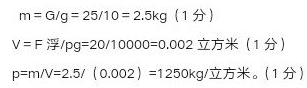 m＝G/g＝25/10＝2.5kg（1 分）
V＝F 浮/pg=20/10000=0.002 立方米（1 分）
p=m/V=2.5/（0.002）=1250kg/立方米。(1 分)